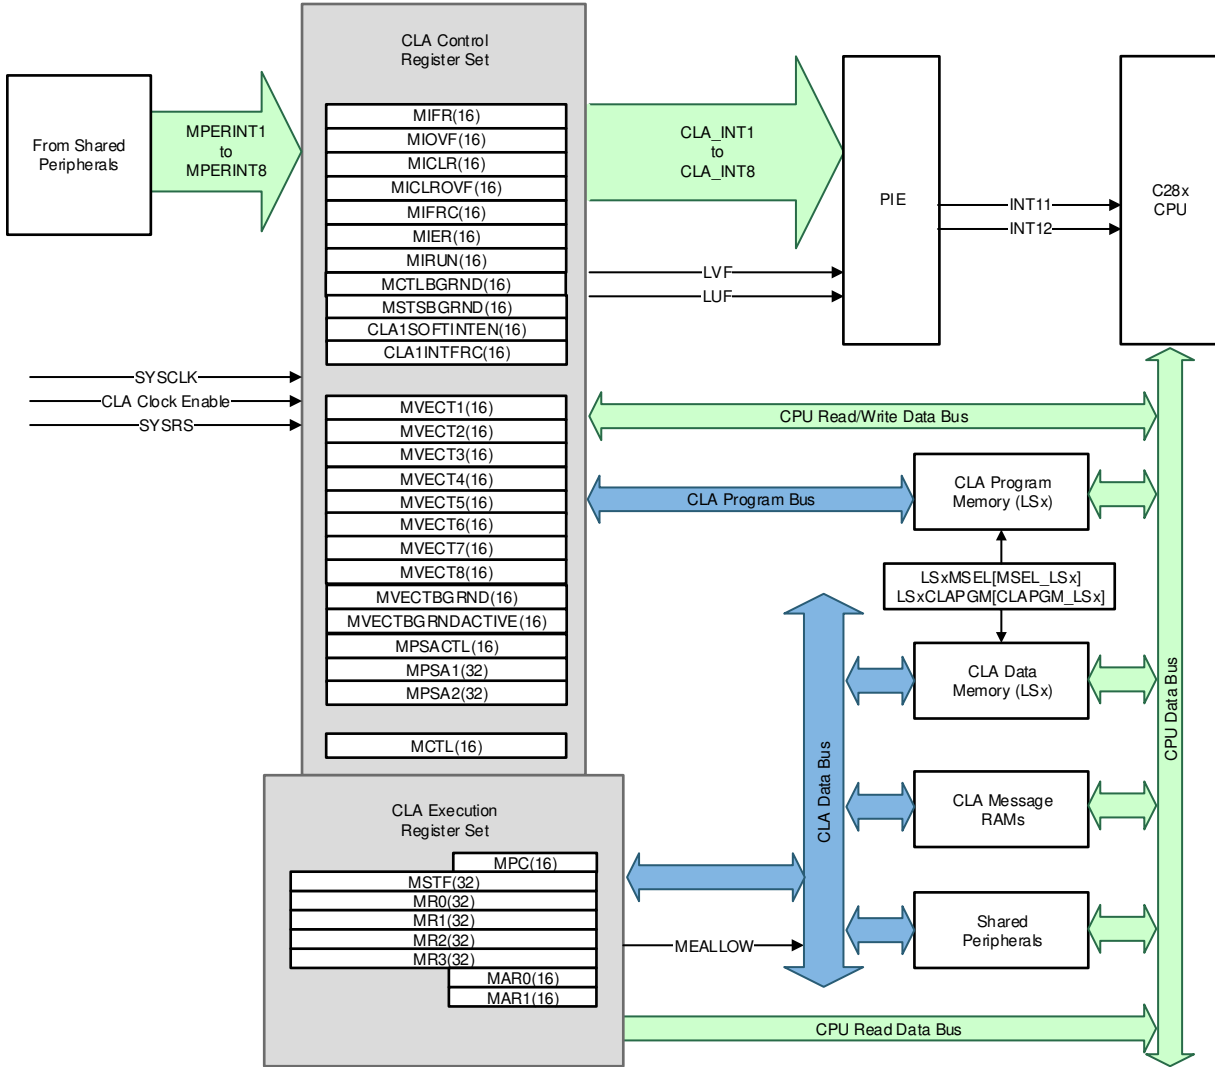 CLA Control
Register Set
From Shared
Peripherals
MPERINT1
to
MPERINT8
MIFR(16)
MIOVF(16)
MICLR(16)
MICLROVF(16)
MIFRC(16)
MIER(16)
MIRUN(16)
MCTLBGRND(16)
MSTSBGRND(16)
CLA1SOFTINTEN(16)
CLA1INTFRC(16)
CLA_INT1
to
CLA_INT8
LVF
LUF
PIE
INT11
INT12
C28x
CPU
SYSCLK
CLA Clock Enable
SYSRS
MVECT1(16)
MVECT2(16)
MVECT3(16)
MVECT4(16)
MVECT5(16)
MVECT6(16)
MVECT7(16)
MVECT8(16)
MVECTBGRND(16)
MVECTBGRNDACTIVE(16)
MPSACTL(16)
MPSA1(32)
MPSA2(32)
MCTL(16)
CPU Read/Write Data Bus
CLA Program Bus
CLA Program
Memory (LSx)
LSxMSEL[MSEL_LSx]
LSxCLAPGM[CLAPGM_LSx]
CLA Data
Memory (LSx)
CLA Data Bus
CPU Data Bus
CLA Message
RAMs
Shared
Peripherals
CLA Execution
Register Set
MPC(16)
MSTF(32)
MR0(32)
MR1(32)
MR2(32)
MR3(32)
MAR0(16)
MAR1(16)
MEALLOW
CPU Read Data Bus